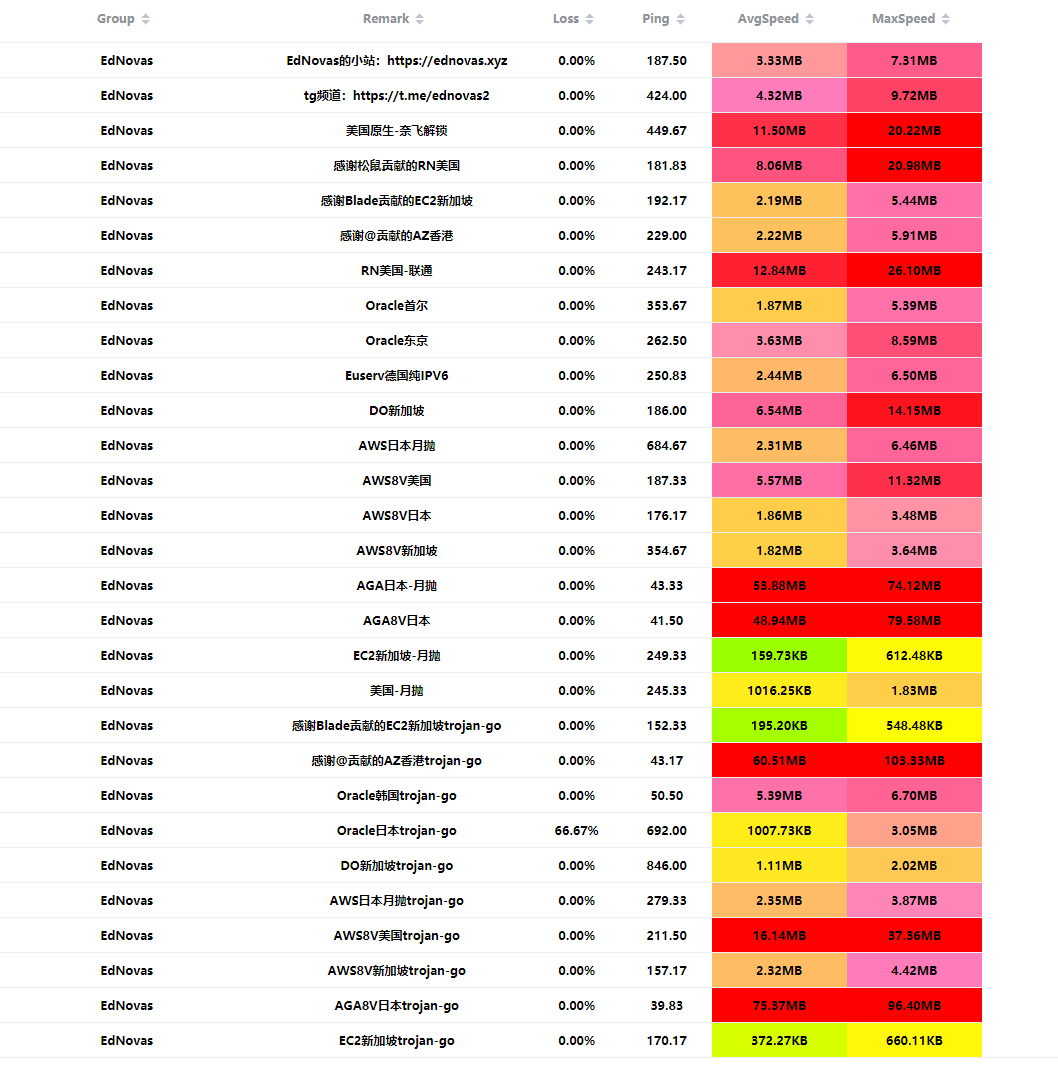 Group Remark Loss Ping AvgSpeed MaxSpeed
EdNovas EdNovas的小站：https://ednovas.xyz 0.00% 187.50 3.33MB 7.31MB
EdNovas tg频道：https://t.me/ednovas2 0.00% 424.00 4.32MB 9.72MB
EdNovas 美国原生-奈飞解锁 0.00% 449.67 11.50MB 20.22MB
EdNovas 感谢松鼠贡献的RN美国 0.00% 181.83 8.06MB 20.98MB
EdNovas 感谢Blade贡献的EC2新加坡 0.00% 192.17 2.19MB 5.44MB
EdNovas 感谢@贡献的AZ香港 0.00% 229.00 2.22MB 5.91MB
EdNovas RN美国-联通 0.00% 243.17 12.84MB 26.10MB
EdNovas Oracle首尔 0.00% 353.67 1.87MB 5.39MB
EdNovas Oracle东京 0.00% 262.50 3.63MB 8.59MB
EdNovas Euserv德国纯IPV6 0.00% 250.83 2.44MB 6.50MB
EdNovas DO新加坡 0.00% 186.00 6.54MB 14.15MB
EdNovas AWS日本月抛 0.00% 684.67 2.31MB 6.46MB
EdNovas AWS8V美国 0.00% 187.33 5.57MB 11.32MB
EdNovas AWS8V日本 0.00% 176.17 1.86MB 3.48MB
EdNovas AWS8V新加坡 0.00% 354.67 1.82MB 3.64MB
EdNovas AGA日本-月抛 0.00% 43.33 53.88MB 74.12MB
EdNovas AGA8V日本 0.00% 41.50 48.94MB 79.58MB
EdNovas EC2新加坡-月抛 0.00% 249.33 159.73KB 612.48KB
EdNovas 美国-月抛 0.00% 245.33 1016.25KB 1.83MB
EdNovas 感谢Blade贡献的EC2新加坡trojan-go 0.00% 152.33 195.20KB 548.48KB
EdNovas 感谢@贡献的AZ香港trojan-go 0.00% 43.17 60.51MB 103.33MB
EdNovas Oracle韩国trojan-go 0.00% 50.50 5.39MB 6.70MB
EdNovas Oracle日本trojan-go 66.67% 692.00 1007.73KB 3.05MB
EdNovas DO新加坡trojan-go 0.00% 846.00 1.11MB 2.02MB
EdNovas AWS日本月抛trojan-go 0.00% 279.33 2.35MB 3.87MB
EdNovas AWS8V美国trojan-go 0.00% 211.50 16.14MB 37.36MB
EdNovas AWS8V新加坡trojan-go 0.00% 157.17 2.32MB 4.42MB
EdNovas AGA8V日本trojan-go 0.00% 39.83 75.37MB 96.40MB
EdNovas EC2新加坡trojan-go 0.00% 170.17 372.27KB 660.11KB